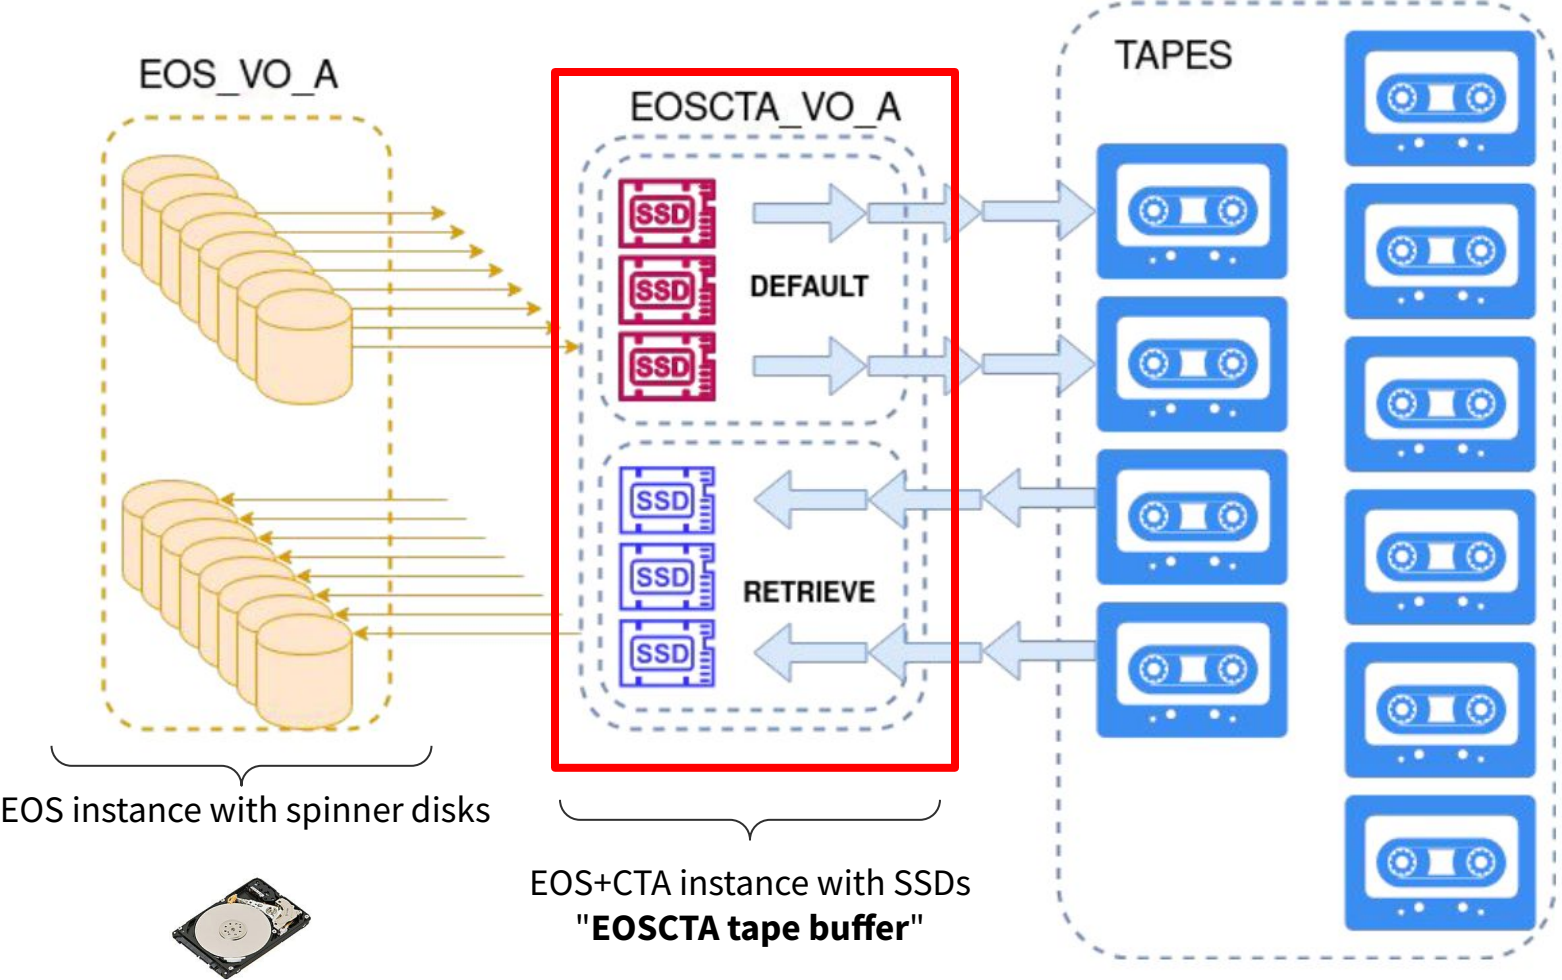 EOS_VO_A
EOSCTA_VO_A
TAPES
SSD
SSD
DEFAULT
SSD
SSD
SSD
RETRIEVE
SSD
EOS instance with spinner disks
EOS+CTA instance with SSDs
"EOSCTA tape buffer"